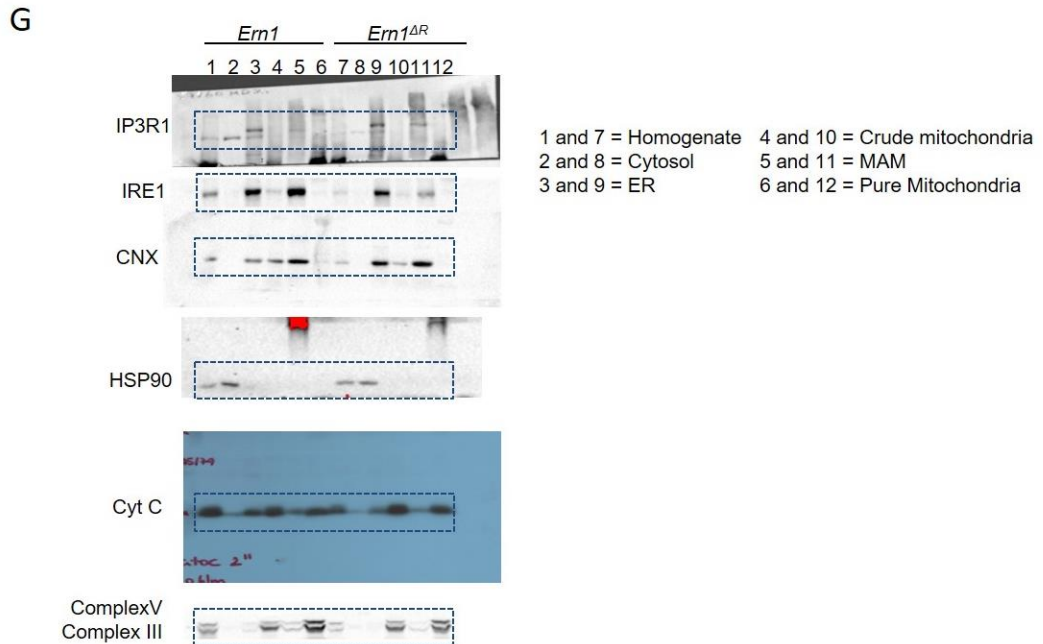 G
Ern1 Ern1ΔR
1 2 3 4 5 6 7 8 9 10 11 12
IP3R1
1 and 7 = Homogenate 4 and 10 = Crude mitochondria
2 and 8 = Cytosol 5 and 11 = MAM
3 and 9 = ER 6 and 12 = Pure Mitochondria
IRE1
CNX
HSP90
Cyt C
2"
ComplexV
Complex III